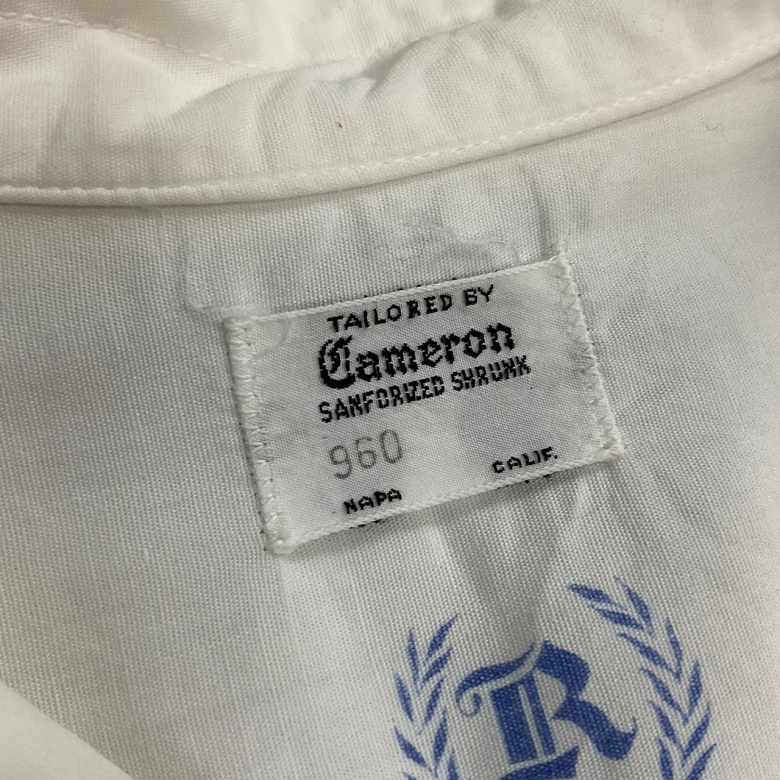 TAILORED BY
Cameron
SANFORIZED SHRUNK
960
NAPA CALIF.
R